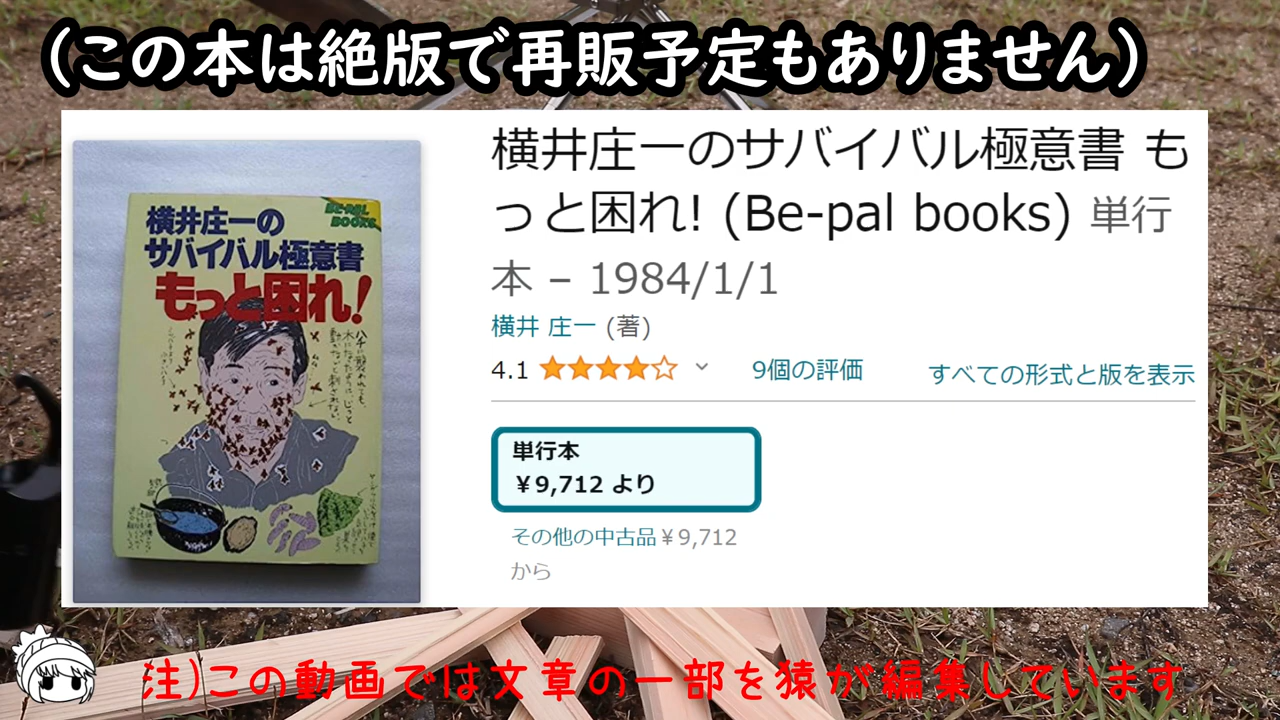 (この本は絶版で再販予定もありません)
横井庄一のサバイバル極意書 も
っと困れ! (Be-pal books) 単行
本 – 1984/1/1
横井 庄一 (著)
4.1
9個の評価
すべての形式と版を表示
単行本
¥9,712 より
その他の中古品 ¥9,712
から
BE-PAL
BOOKS
横井庄一の
サバイバル極意書
もっと困れ!
注)この動画では文章の一部を猿が編集しています